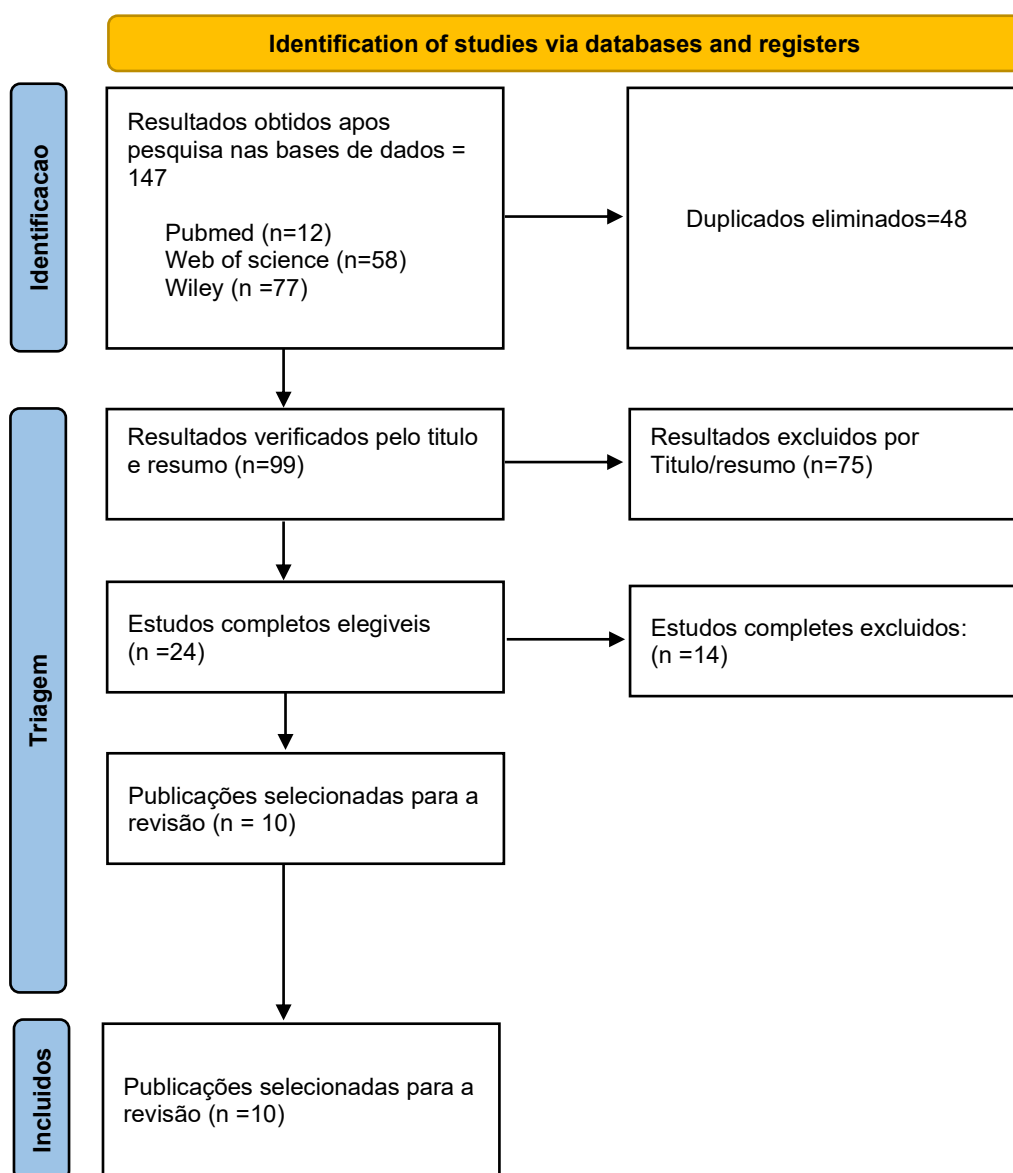 Identification of studies via databases and registers
Identificacao
Resultados obtidos apos
pesquisa nas bases de dados =
147
Pubmed (n=12)
Web of science (n=58)
Wiley (n =77)
Duplicados eliminados=48
Triagem
Resultados verificados pelo titulo
e resumo (n=99)
Resultados excluidos por
Titulo/resumo (n=75)
Estudos completos elegiveis
(n =24)
Estudos completes excluidos:
(n =14)
Publicações selecionadas para a
revisão (n = 10)
Incluidos
Publicações selecionadas para a
revisão (n =10)